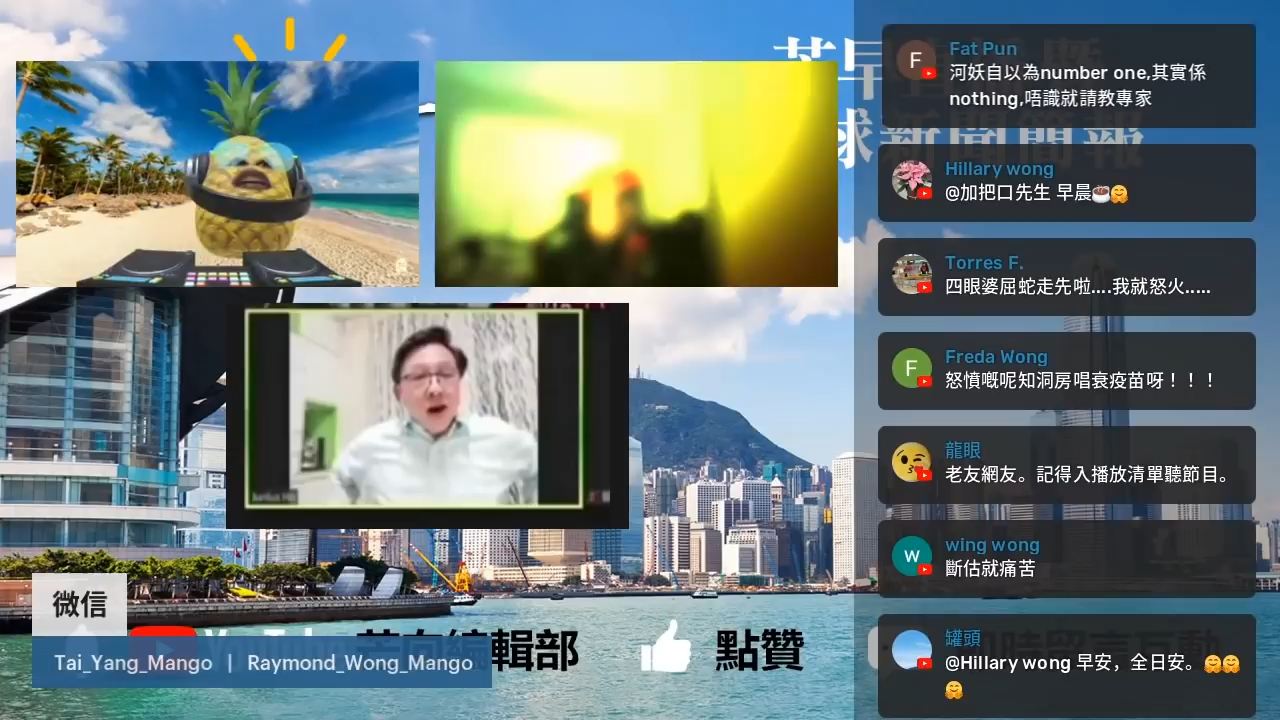 Fat Pun
河妖自以為number one,其實係
nothing,唔識就請教專家
Hillary wong
@加把口先生 早晨☕🤗
Torres F.
四眼婆屈蛇走先啦....我就怒火.....
Freda Wong
怒憤嘅呢知洞房唱衰疫苗呀！！！
龍眼
老友網友。記得入播放清單聽節目。
wing wong
斷估就痛苦
罐頭
@Hillary wong 早安，全日安。🤗🤗
🤗
微信
Tai_Yang_Mango | Raymond_Wong_Mango
編輯部
點贊